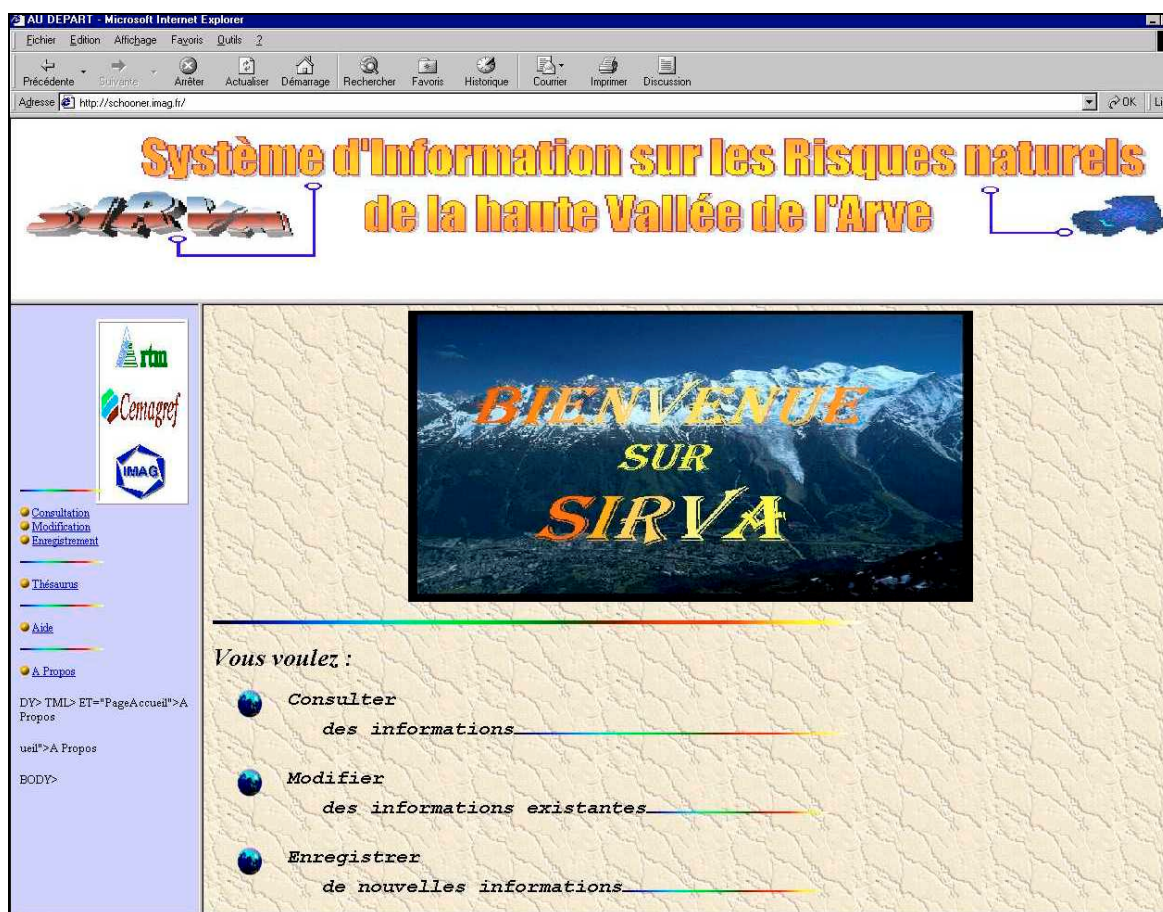 AU DEPART - Microsoft Internet Explorer
Fichier Edition Affichage Favoris Outils ?
Précédente Suivante Arrêter Actualiser Démarrage Rechercher Favoris Historique Courrier Imprimer Discussion
Adresse http://schooner.imag.fr/ OK Li
Système d'Information sur les Risques naturels
SIRVA de la haute Vallée de l'Arve
rtm
Cemagref
IMAG
Consultation
Modification
Enregistrement
Thésaurus
Aide
A Propos
DY> TML> ET="PageAccueil">A
Propos
ueil">A Propos
BODY>
BIENVENUE
SUR
SIRVA
Vous voulez :
Consulter
des informations
Modifier
des informations existantes
Enregistrer
de nouvelles informations